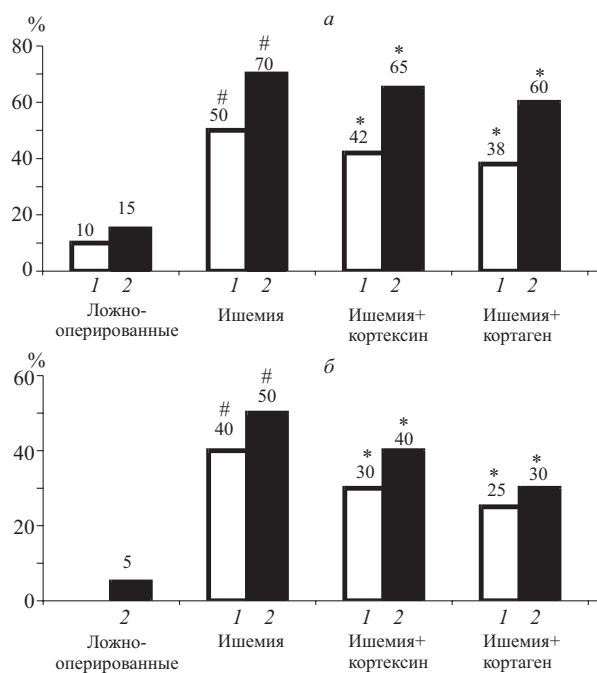 %
а
80
60
40
20
0
#
#
70
50
*
65
*
42
*
60
*
38
10
15
1 2
1 2
1 2
1 2
Ложно-
оперированные
Ишемия
Ишемия+
кортексин
Ишемия+
кортаген
%
б
60
40
20
0
#
#
50
40
*
40
*
30
*
30
*
25
5
2
1 2
1 2
1 2
Ложно-
оперированные
Ишемия
Ишемия+
кортексин
Ишемия+
кортаген